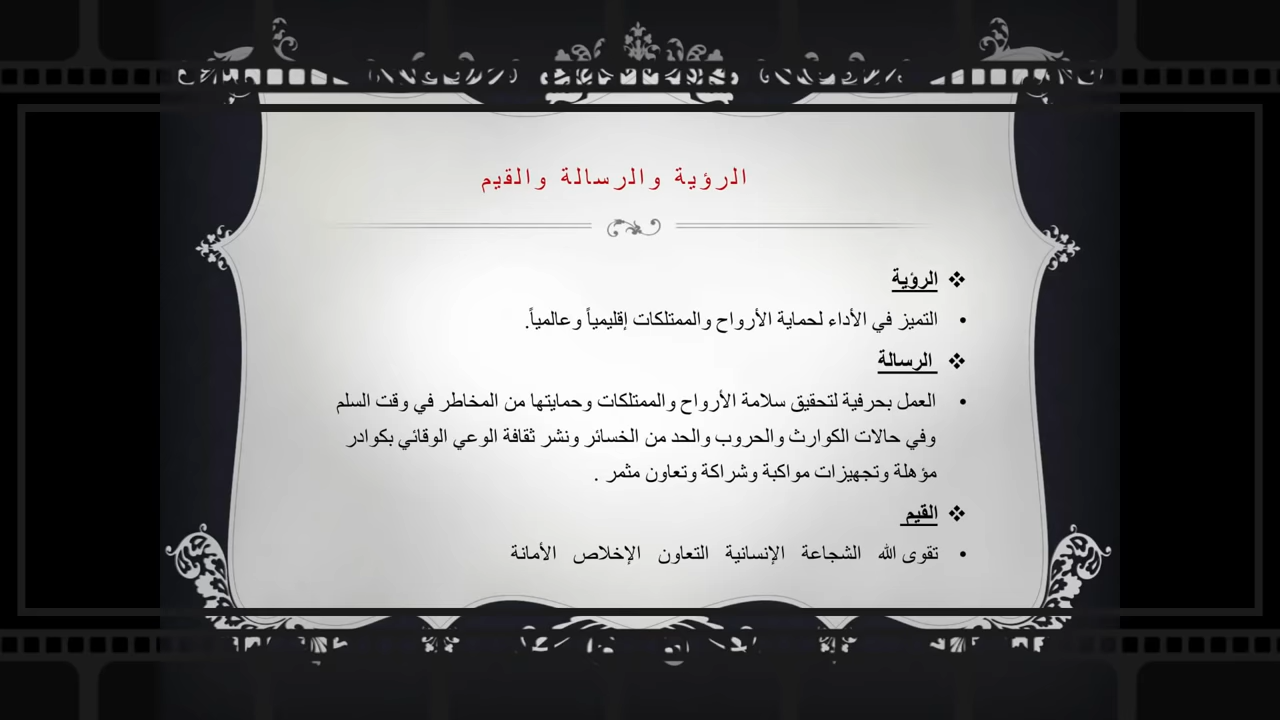 الرؤية والرسالة والقيم
❖ الرؤية
• التميز في الأداء لحماية الأرواح والممتلكات إقليمياً وعالمياً.
❖ الرسالة
• العمل بحرفية لتحقيق سلامة الأرواح والممتلكات وحمايتها من المخاطر في وقت السلم
وفي حالات الكوارث والحروب والحد من الخسائر ونشر ثقافة الوعي الوقائي بكوادر
مؤهلة وتجهيزات مواكبة وشراكة وتعاون مثمر .
❖ القيم
• تقوى الله الشجاعة الإنسانية التعاون الإخلاص الأمانة